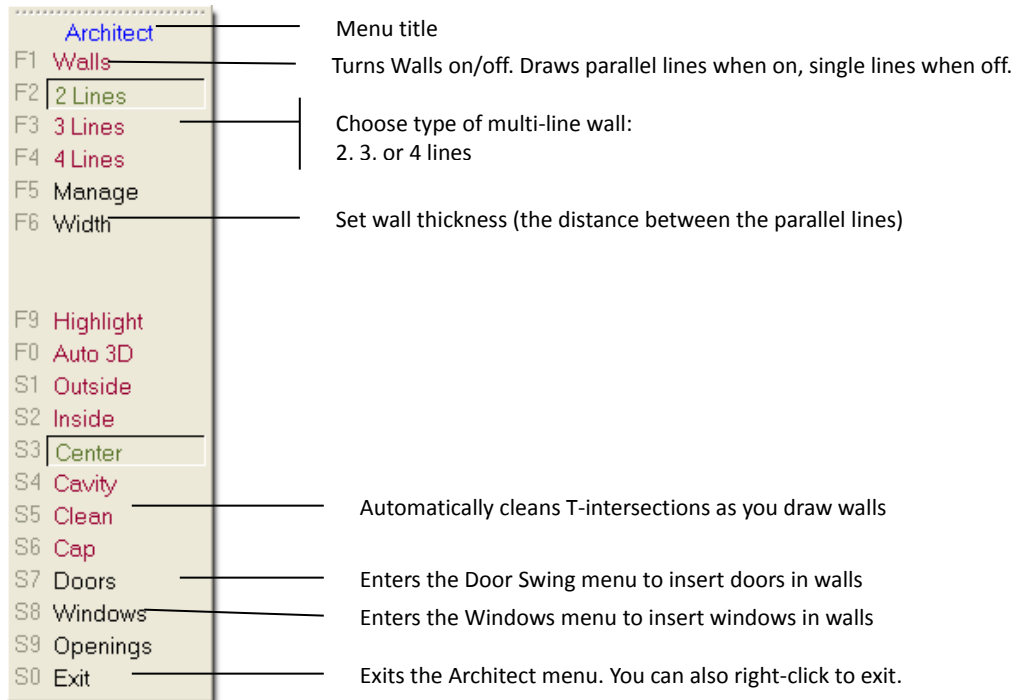 Architect Menu title
F1 Walls Turns Walls on/off. Draws parallel lines when on, single lines when off.
F2 2 Lines
F3 3 Lines Choose type of multi-line wall:
2. 3. or 4 lines
F4 4 Lines
F5 Manage
F6 Width Set wall thickness (the distance between the parallel lines)
F9 Highlight
F0 Auto 3D
S1 Outside
S2 Inside
S3 Center
S4 Cavity
S5 Clean Automatically cleans T-intersections as you draw walls
S6 Cap
S7 Doors Enters the Door Swing menu to insert doors in walls
S8 Windows Enters the Windows menu to insert windows in walls
S9 Openings
S0 Exit Exits the Architect menu. You can also right-click to exit.